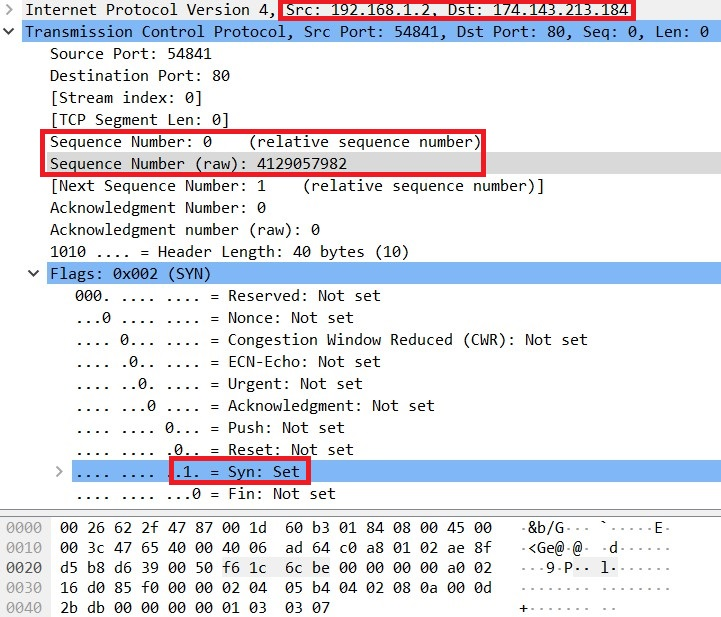 Internet Protocol Version 4, Src: 192.168.1.2, Dst: 174.143.213.184
Transmission Control Protocol, Src Port: 54841, Dst Port: 80, Seq: 0, Len: 0
Source Port: 54841
Destination Port: 80
[Stream index: 0]
[TCP Segment Len: 0]
Sequence Number: 0    (relative sequence number)
Sequence Number (raw): 4129057982
[Next Sequence Number: 1    (relative sequence number)]
Acknowledgment Number: 0
Acknowledgment number (raw): 0
1010 .... = Header Length: 40 bytes (10)
Flags: 0x002 (SYN)
000. .... .... = Reserved: Not set
...0 .... .... = Nonce: Not set
.... 0... .... = Congestion Window Reduced (CWR): Not set
.... .0.. .... = ECN-Echo: Not set
.... ..0. .... = Urgent: Not set
.... ...0 .... = Acknowledgment: Not set
.... .... 0... = Push: Not set
.... .... .0.. = Reset: Not set
.... .... ..1. = Syn: Set
.... .... ...0 = Fin: Not set
0000 00 26 62 2f 47 87 00 1d 60 b3 01 84 08 00 45 00 ·&b/G··· `·····E·
0010 00 3c 47 65 40 00 40 06 ad 64 c0 a8 01 02 ae 8f ·<Ge@·@· ·d······
0020 d5 b8 d6 39 00 50 f6 1c 6c be 00 00 00 00 a0 02 ···9·P·· l·······
0030 16 d0 85 f0 00 00 02 04 05 b4 04 02 08 0a 00 0d ········ ········
0040 2b db 00 00 00 00 01 03 03 07 +······· ··